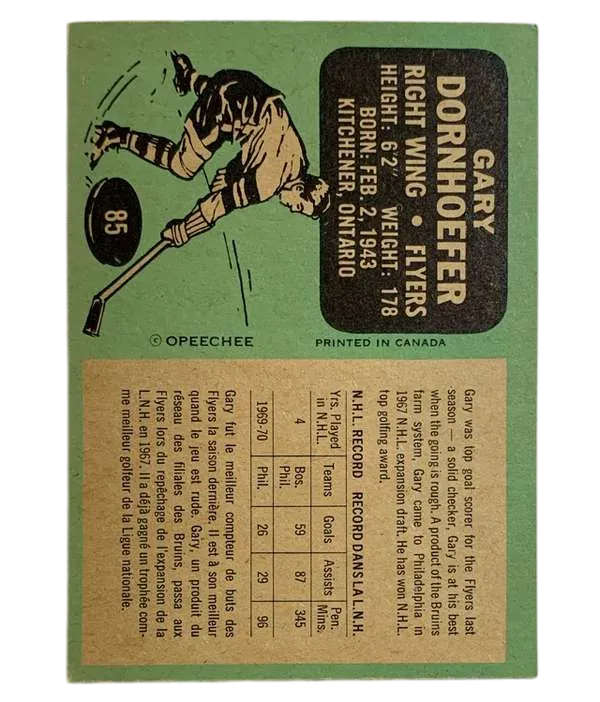 GARY
DORNHOEFER
RIGHT WING • FLYERS
HEIGHT: 6'2" WEIGHT: 178
BORN: FEB. 2, 1943
KITCHENER, ONTARIO
85
© OPEECHEE
PRINTED IN CANADA
Gary was top goal scorer for the Flyers last
season — a solid checker, Gary is at his best
when the going is rough. A product of the Bruins
farm system, Gary came to Philadelphia in
1967 N.H.L. expansion draft. He has won N.H.L.
top golfing award.
N.H.L. RECORD RECORD DANS LA L.N.H.
Yrs. Played in N.H.L. Teams Goals Assists Pen. Mins.
4 Bos. Phil. 59 87 345
1969-70 Phil. 26 29 96
Gary fut le meilleur compteur de buts des
Flyers la saison dernière. Il est à son meilleur
quand le jeu est rude. Gary, un produit du
réseau des filiales des Bruins, passa aux
Flyers lors du repêchage de l'expansion de la
L.N.H. en 1967. Il a déjà gagné un trophée com-
me meilleur golfeur de la Ligue nationale.